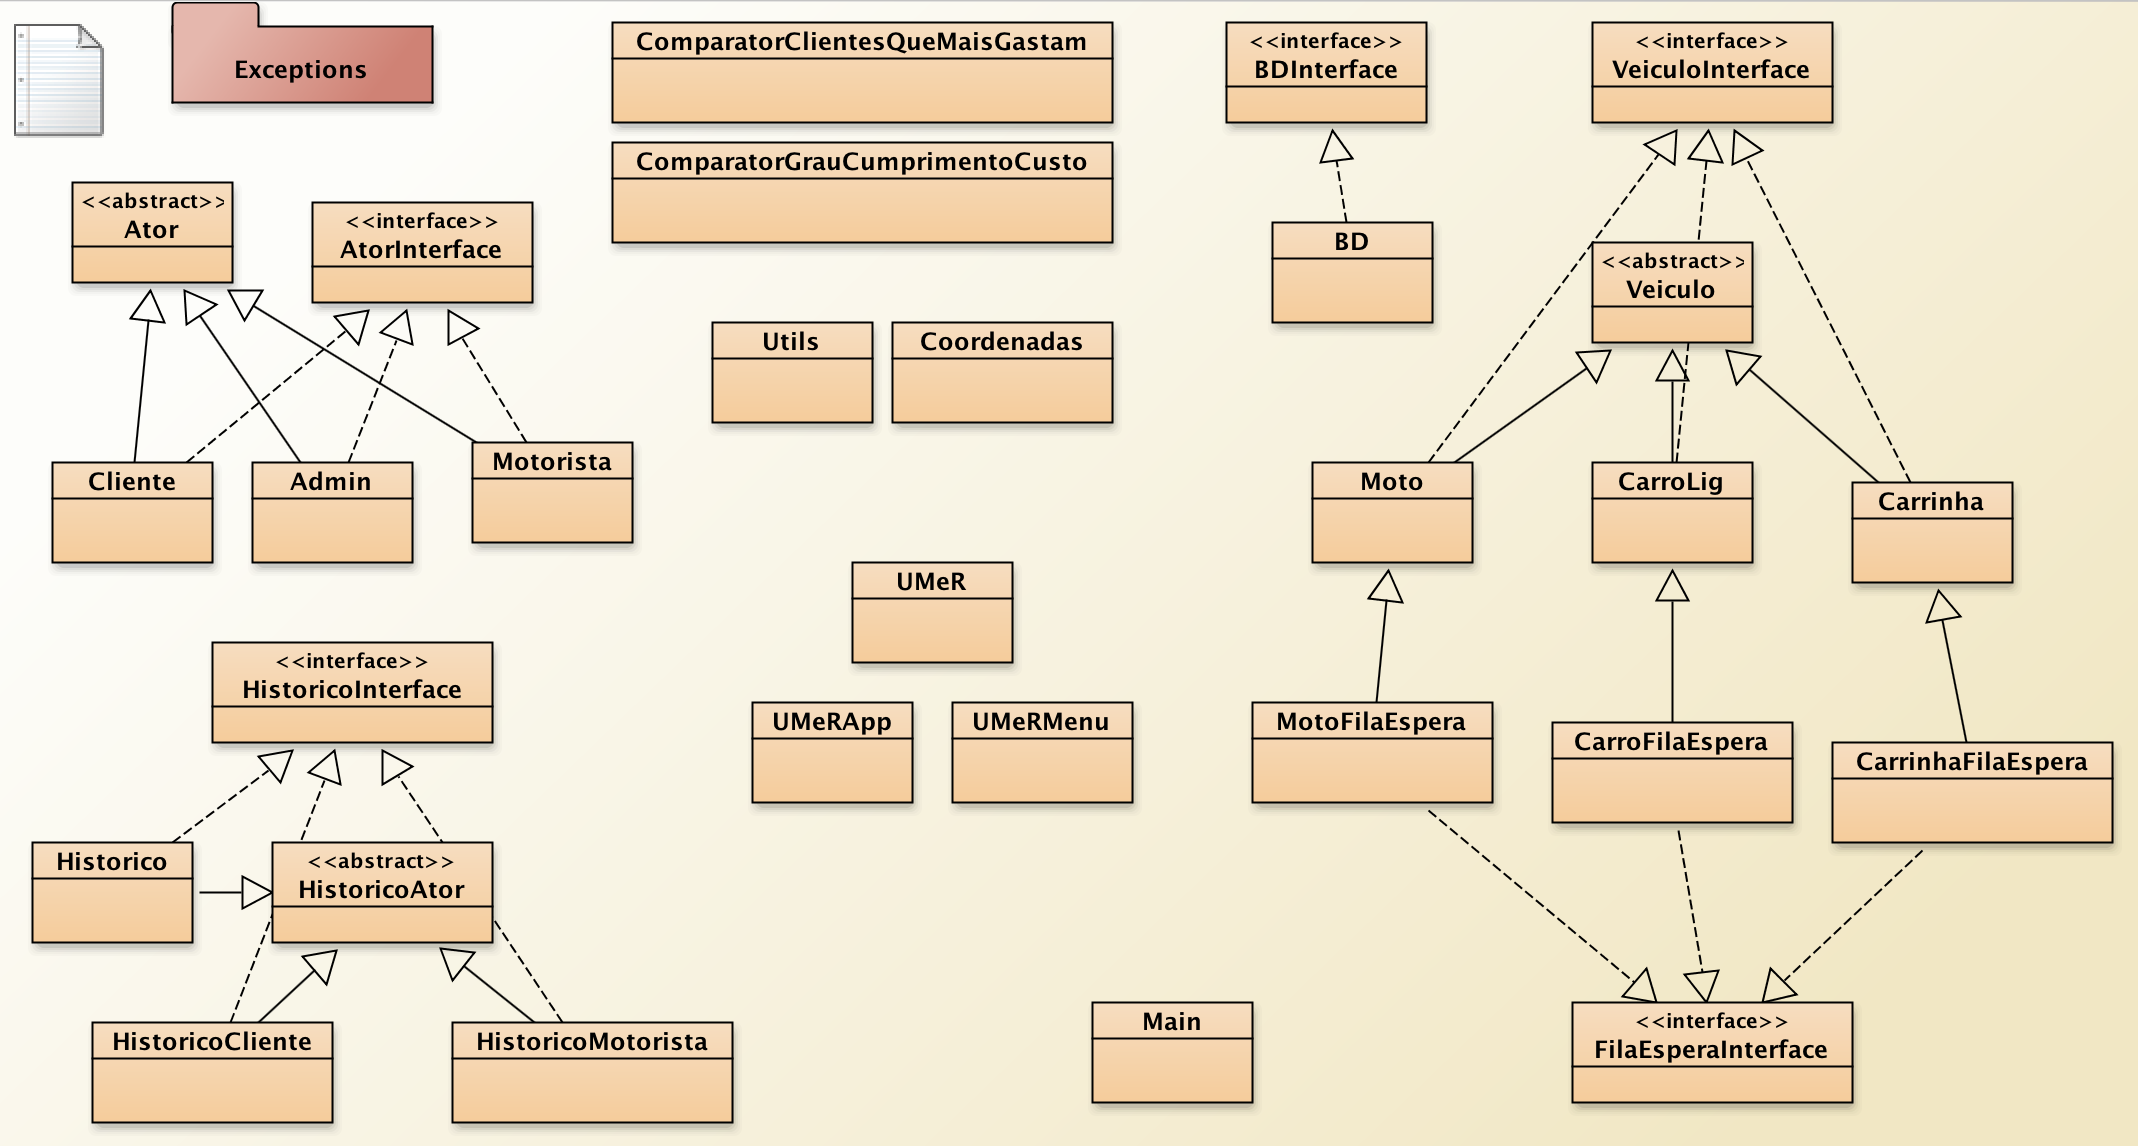 Exceptions
ComparatorClientesQueMaisGastam
<<interface>>
BDInterface
<<interface>>
VeiculoInterface
ComparatorGrauCumprimentoCusto
<<abstract>>
Ator
<<interface>>
AtorInterface
BD
<<abstract>>
Veiculo
Utils
Coordenadas
Cliente
Admin
Motorista
Moto
CarroLig
Carrinha
UMeR
<<interface>>
HistoricoInterface
UMeRApp
UMeRMenu
MotoFilaEspera
CarroFilaEspera
CarrinhaFilaEspera
Historico
<<abstract>>
HistoricoAtor
HistoricoCliente
HistoricoMotorista
Main
<<interface>>
FilaEsperaInterface